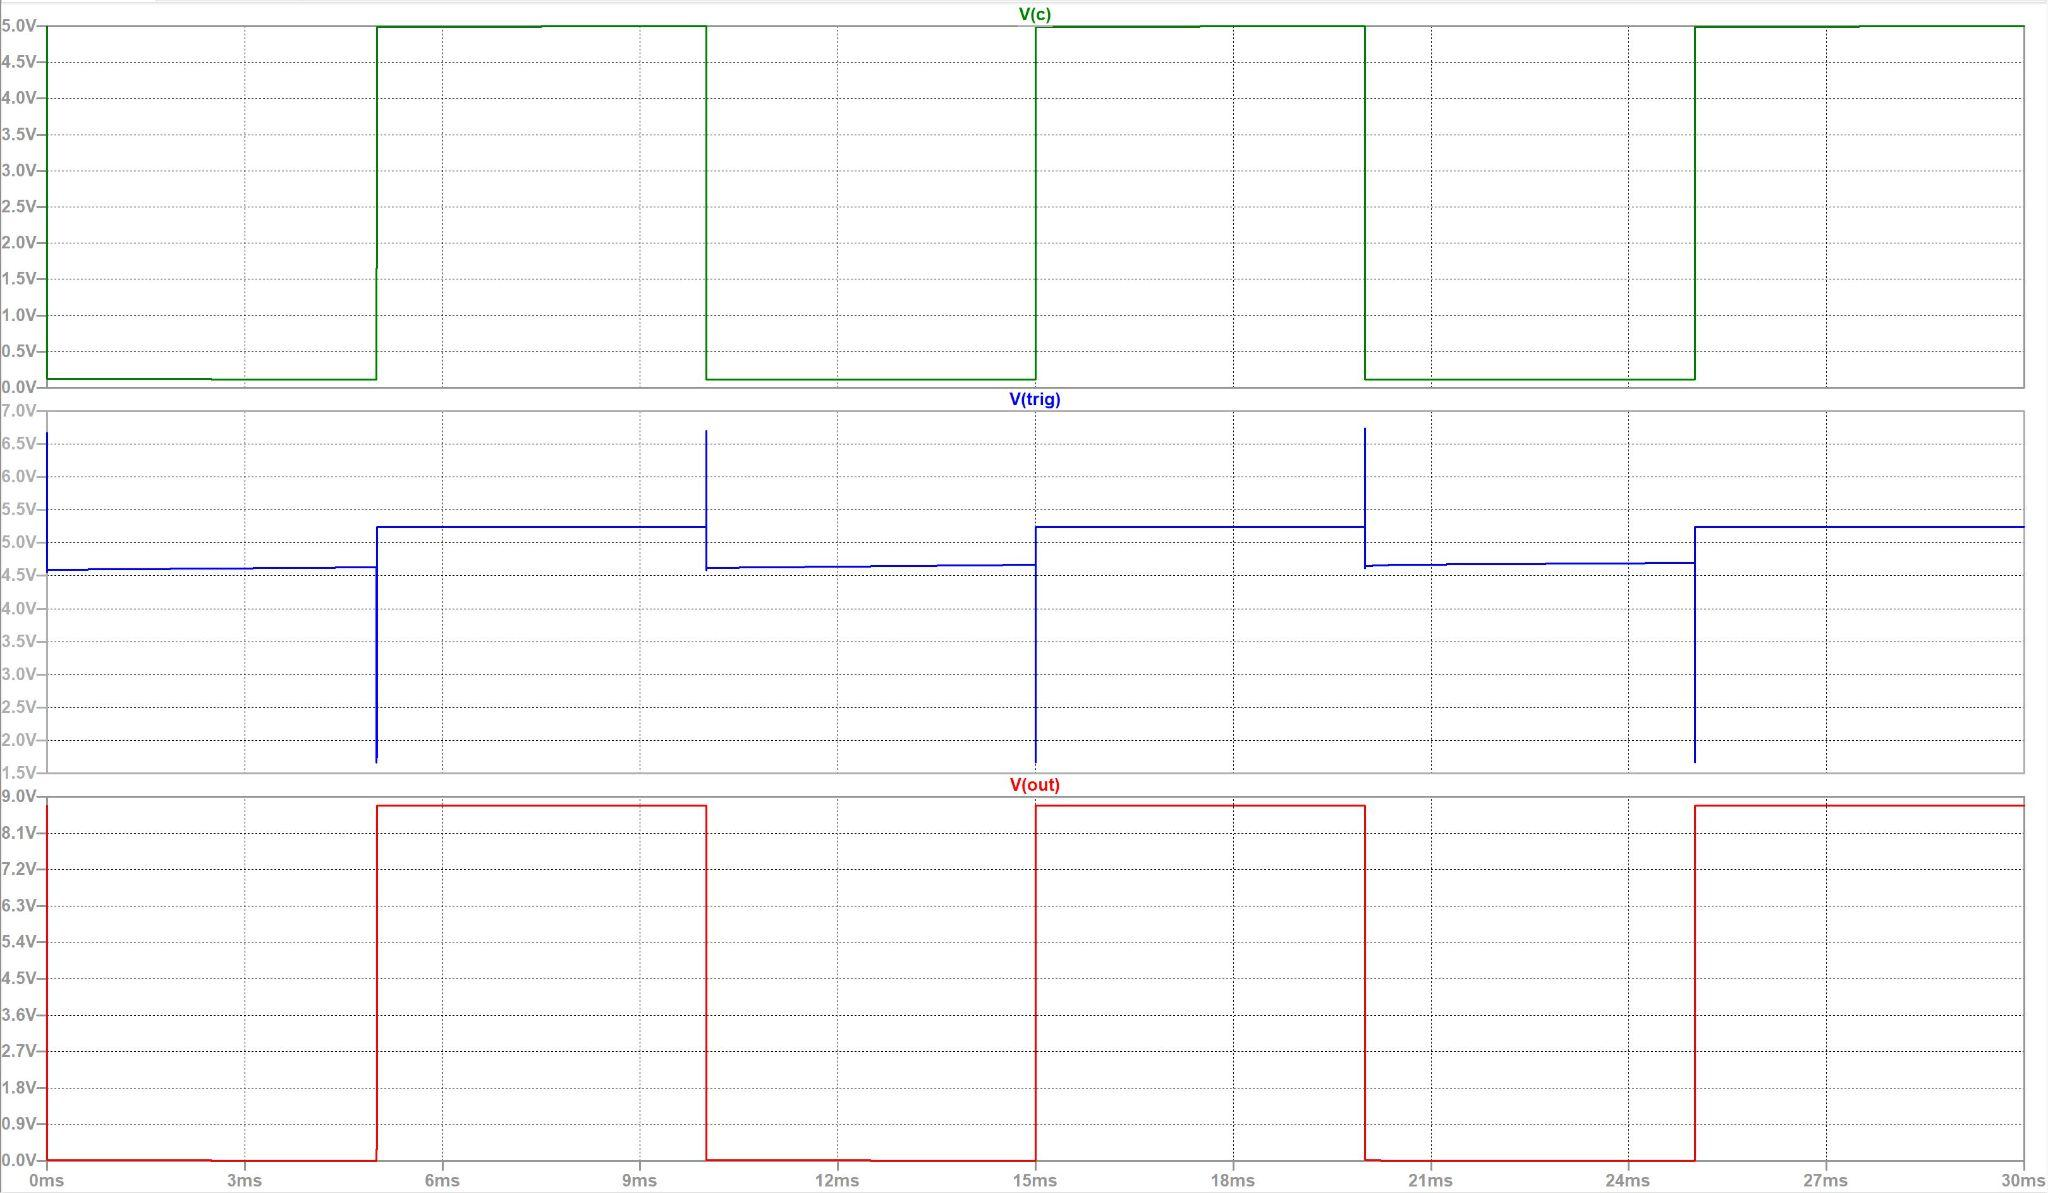 V(c)
5.0V
4.5V
4.0V
3.5V
3.0V
2.5V
2.0V
1.5V
1.0V
0.5V
0.0V
V(trig)
7.0V
6.5V
6.0V
5.5V
5.0V
4.5V
4.0V
3.5V
3.0V
2.5V
2.0V
1.5V
V(out)
9.0V
8.1V
7.2V
6.3V
5.4V
4.5V
3.6V
2.7V
1.8V
0.9V
0.0V
0ms 3ms 6ms 9ms 12ms 15ms 18ms 21ms 24ms 27ms 30ms